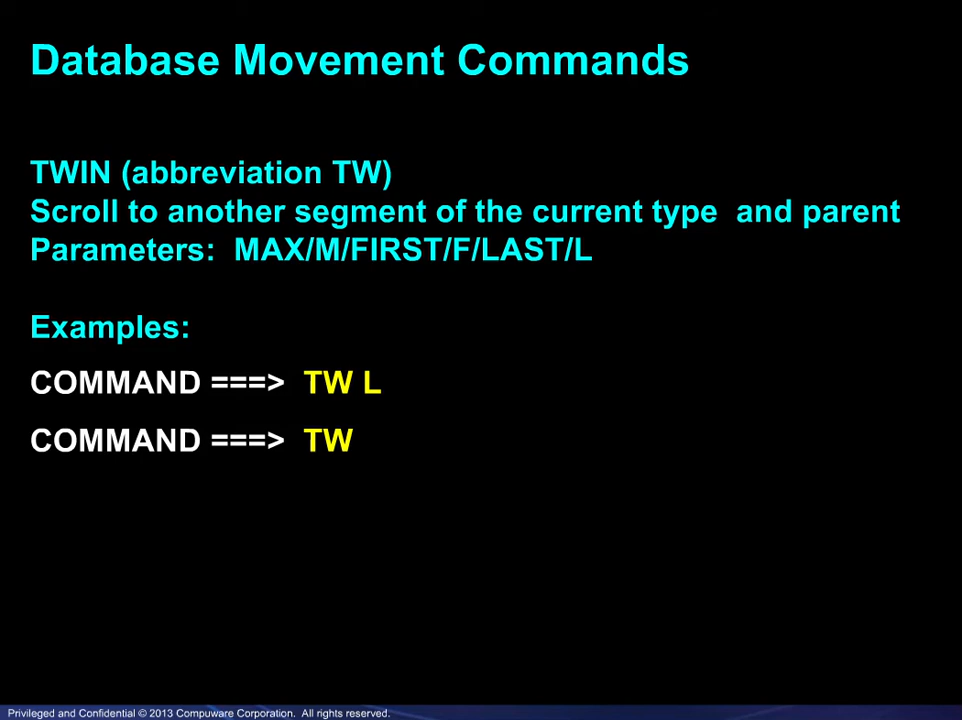 Database Movement Commands
TWIN (abbreviation TW)
Scroll to another segment of the current type and parent
Parameters: MAX/M/FIRST/F/LAST/L
Examples:
COMMAND ===> TW L
COMMAND ===> TW
Privileged and Confidential © 2013 Compuware Corporation. All rights reserved.